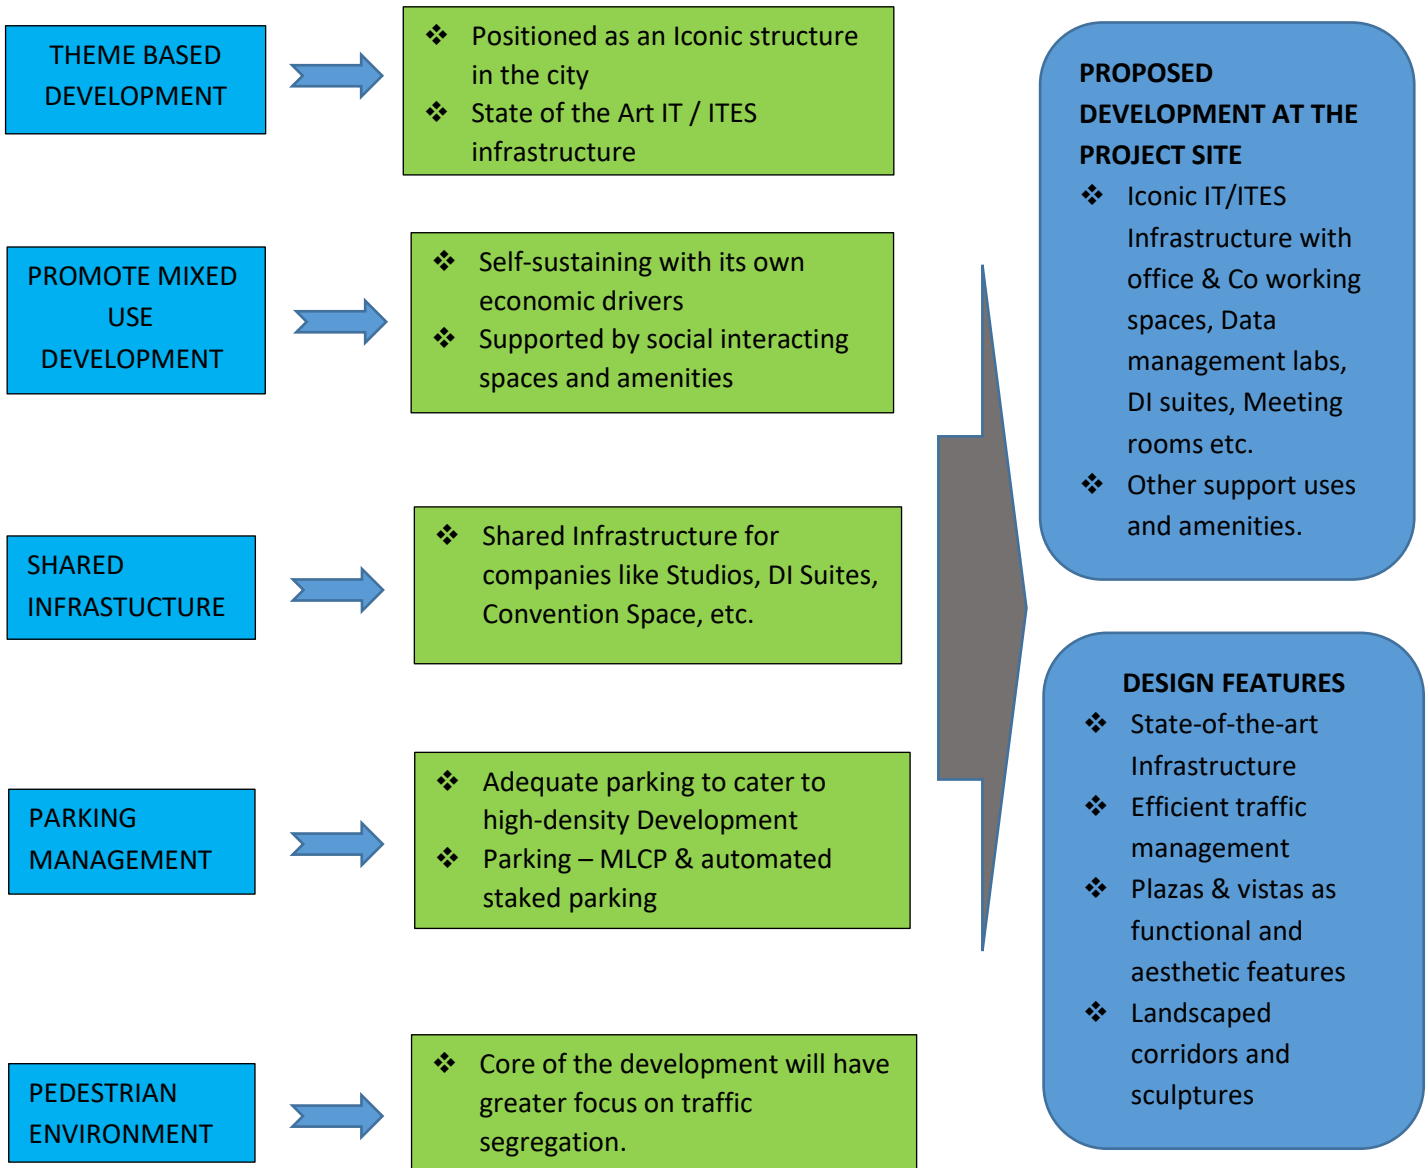 THEME BASED
DEVELOPMENT
❖ Positioned as an Iconic structure
in the city
❖ State of the Art IT / ITES
infrastructure
PROMOTE MIXED
USE
DEVELOPMENT
❖ Self-sustaining with its own
economic drivers
❖ Supported by social interacting
spaces and amenities
SHARED
INFRASTUCTURE
❖ Shared Infrastructure for
companies like Studios, DI Suites,
Convention Space, etc.
PARKING
MANAGEMENT
❖ Adequate parking to cater to
high-density Development
❖ Parking – MLCP & automated
staked parking
PEDESTRIAN
ENVIRONMENT
❖ Core of the development will have
greater focus on traffic
segregation.
PROPOSED
DEVELOPMENT AT THE
PROJECT SITE
❖ Iconic IT/ITES
Infrastructure with
office & Co working
spaces, Data
management labs,
DI suites, Meeting
rooms etc.
❖ Other support uses
and amenities.
DESIGN FEATURES
❖ State-of-the-art
Infrastructure
❖ Efficient traffic
management
❖ Plazas & vistas as
functional and
aesthetic features
❖ Landscaped
corridors and
sculptures